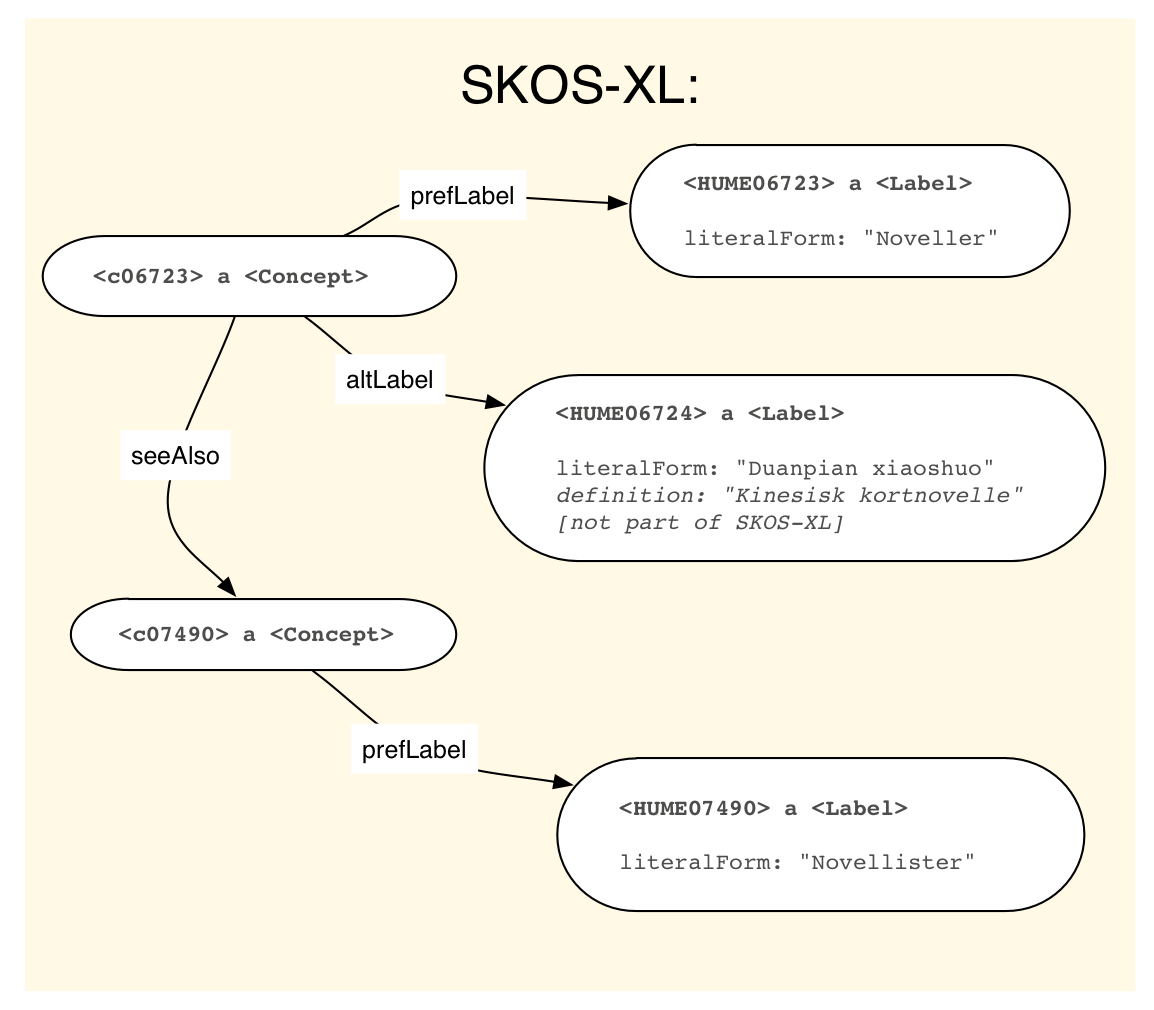 SKOS-XL:
prefLabel
<HUME06723> a <Label>
literalForm: "Noveller"
<c06723> a <Concept>
altLabel
<HUME06724> a <Label>
literalForm: "Duanpian xiaoshuo"
definition: "Kinesisk kortnovelle"
[not part of SKOS-XL]
seeAlso
<c07490> a <Concept>
prefLabel
<HUME07490> a <Label>
literalForm: "Novellister"